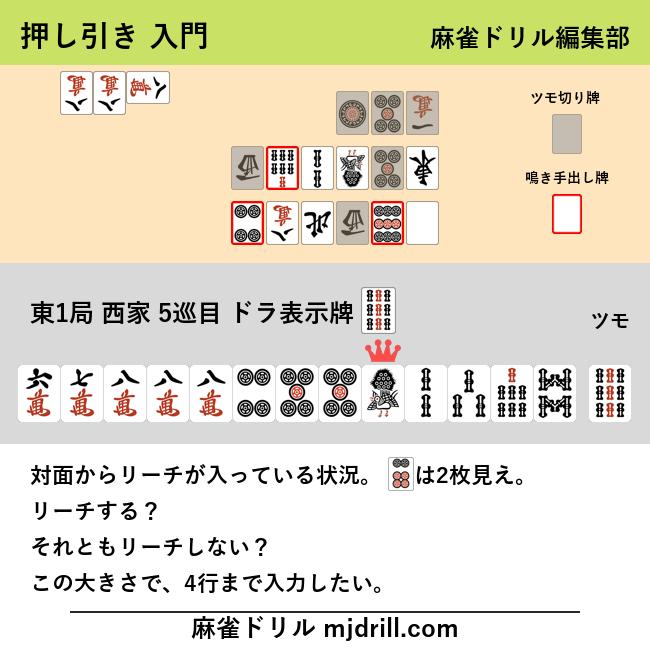 押し引き 入門
麻雀ドリル編集部
ツモ切り牌
鳴き手出し牌
東1局 西家 5巡目 ドラ表示牌
ツモ
対面からリーチが入っている状況。 は2枚見え。
リーチする？
それともリーチしない？
この大きさで、4行まで入力したい。
麻雀ドリル mjdrill.com